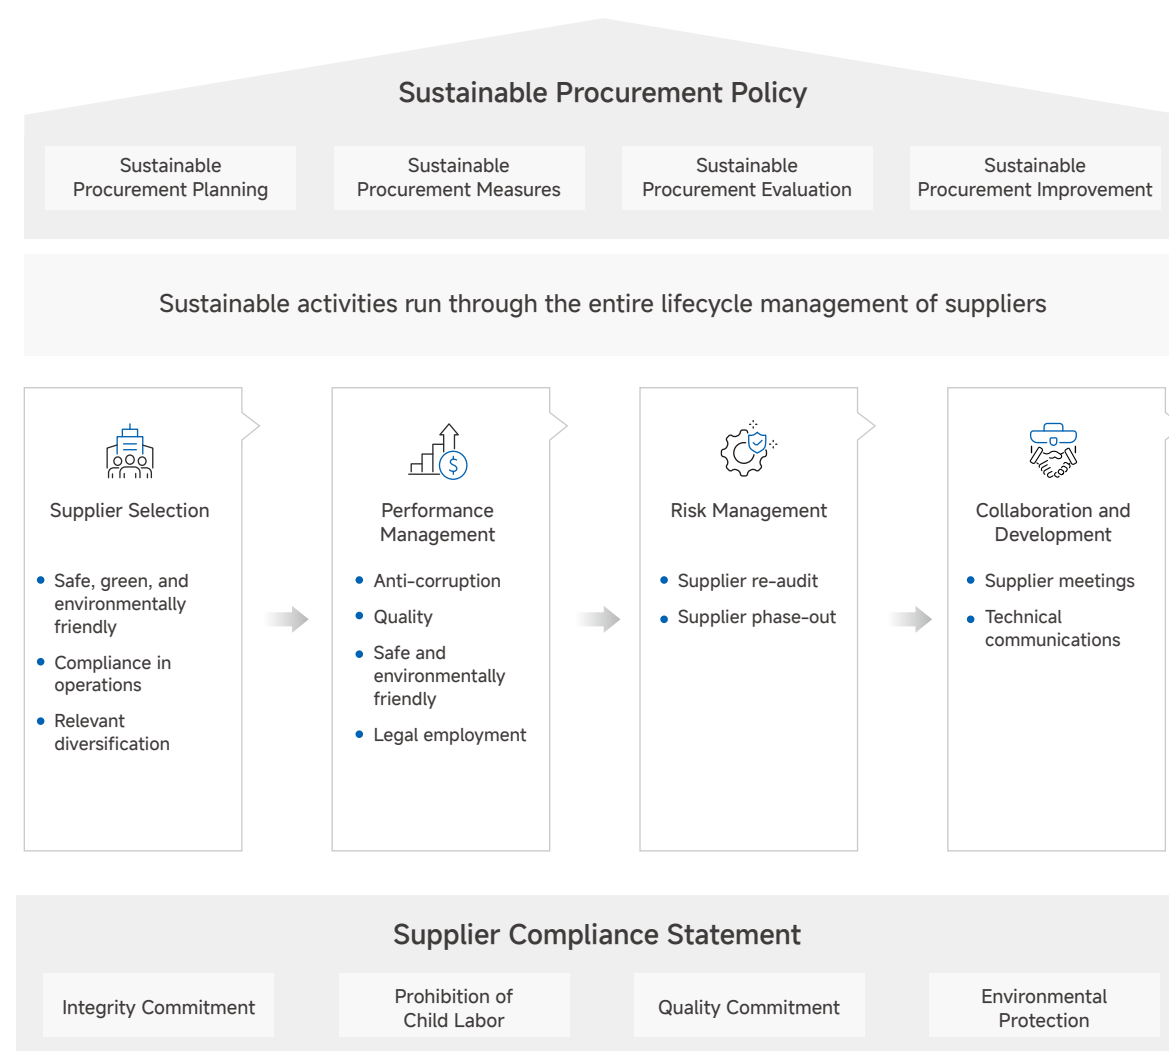 Sustainable Procurement Policy
Sustainable
Procurement Planning
Sustainable
Procurement Measures
Sustainable
Procurement Evaluation
Sustainable
Procurement Improvement
Sustainable activities run through the entire lifecycle management of suppliers
Supplier Selection
Safe, green, and
environmentally
friendly
Compliance in
operations
Relevant
diversification
Performance
Management
Anti-corruption
Quality
Safe and
environmentally
friendly
Legal employment
Risk Management
Supplier re-audit
Supplier phase-out
Collaboration and
Development
Supplier meetings
Technical
communications
Supplier Compliance Statement
Integrity Commitment
Prohibition of
Child Labor
Quality Commitment
Environmental
Protection